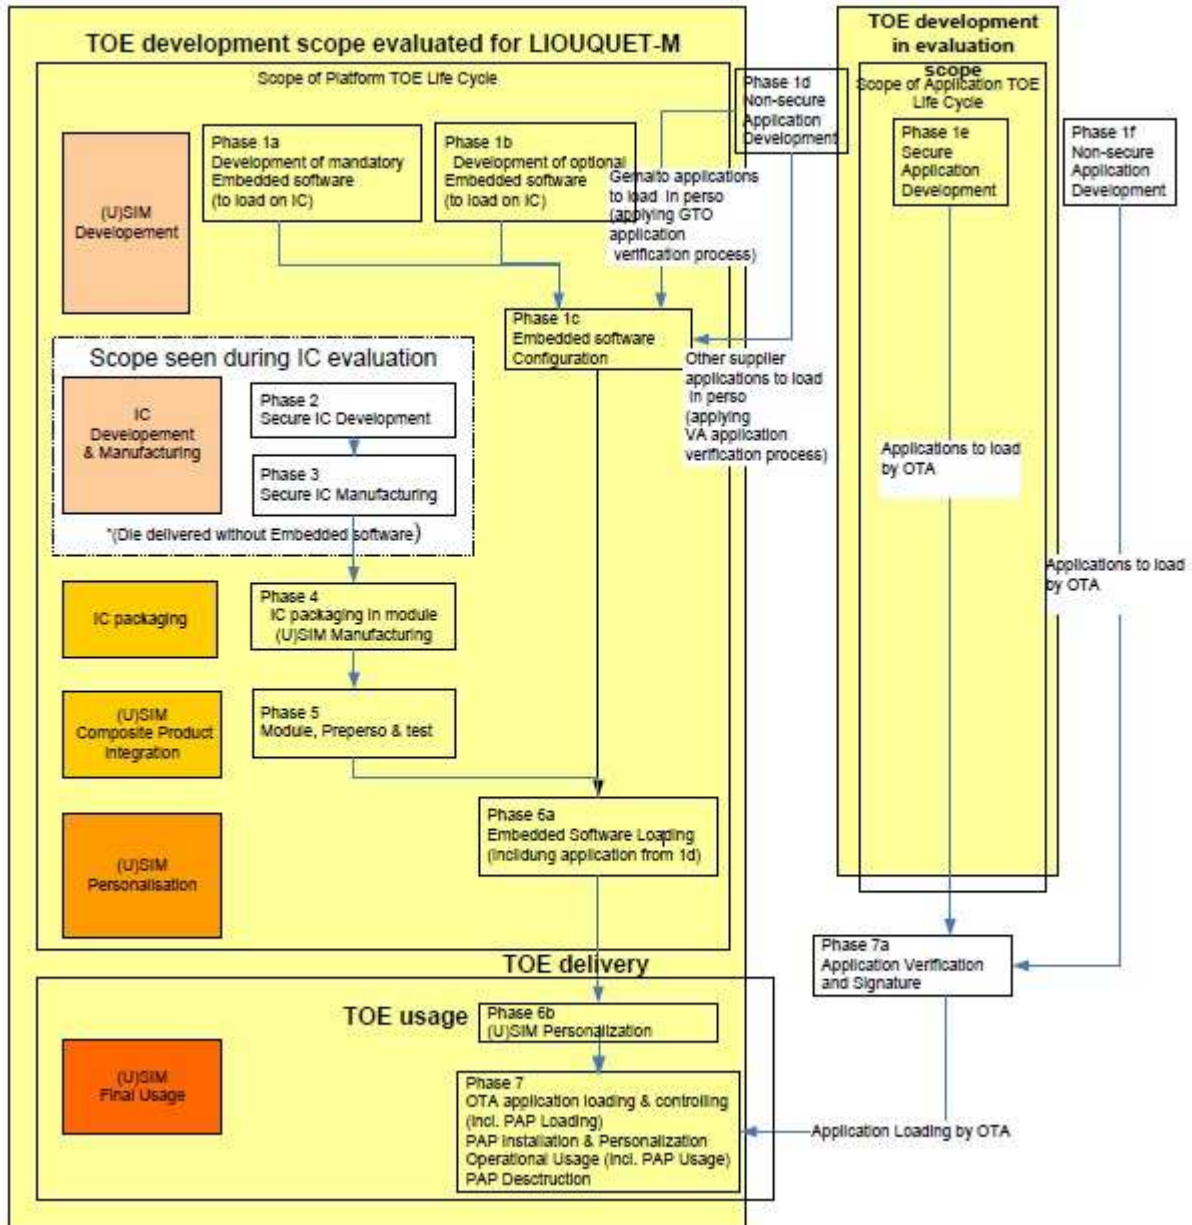 TOE development scope evaluated for LIOUQUET-M
Scope of Platform TOE Life Cycle
TOE development
in evaluation
scope
Scope of Application TOE
Life Cycle
(U)SIM
Developement
Phase 1a
Development of mandatory
Embedded software
(to load on IC)
Phase 1b
Development of optional
Embedded software
(to load on IC)
Phase 1d
Non-secure
Application
Development
Phase 1e
Secure
Application
Development
Phase 1f
Non-secure
Application
Development
Gemalto applications
to load in perso
(applying GTO
application
verification process)
Phase 1c
Embedded software
Configuration
Other supplier
applications to load
in perso
(applying
VA application
verification process)
Scope seen during IC evaluation
IC
Developement
& Manufacturing
Phase 2
Secure IC Development
Phase 3
Secure IC Manufacturing
*(Die delivered without Embedded software)
Applications to load
by OTA
Applications to load
by OTA
IC packaging
Phase 4
IC packaging in module
(U)SIM Manufacturing
(U)SIM
Composite Product
Integration
Phase 5
Module, Preperso & test
(U)SIM
Personalisation
Phase 6a
Embedded Software Loading
(inclidung application from 1d)
TOE delivery
Phase 7a
Application Verification
and Signature
TOE usage
Phase 6b
(U)SIM Personalization
(U)SIM
Final Usage
Phase 7
OTA application loading & controlling
(incl. PAP Loading)
PAP Installation & Personalization
Operational Usage (incl. PAP Usage)
PAP Desctruction
Application Loading by OTA